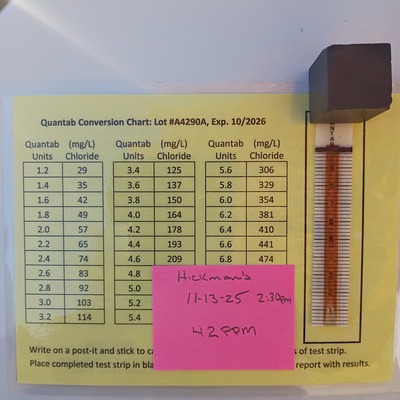 Quantab Conversion Chart: Lot #A4290A, Exp. 10/2026
Quantab Units (mg/L) Chloride Quantab Units (mg/L) Chloride Quantab Units (mg/L) Chloride
1.2 29 3.4 125 5.6 306
1.4 35 3.6 137 5.8 329
1.6 42 3.8 150 6.0 354
1.8 49 4.0 164 6.2 381
2.0 57 4.2 178 6.4 410
2.2 65 4.4 193 6.6 441
2.4 74 4.6 209 6.8 474
2.6 83 4.8
2.8 92 5.0
3.0 103 5.2
3.2 114 5.4
Hickman's
11-13-25 2:30pm
42 PPM
Write on a post-it and stick to s of test strip.
Place completed test strip in report with results.